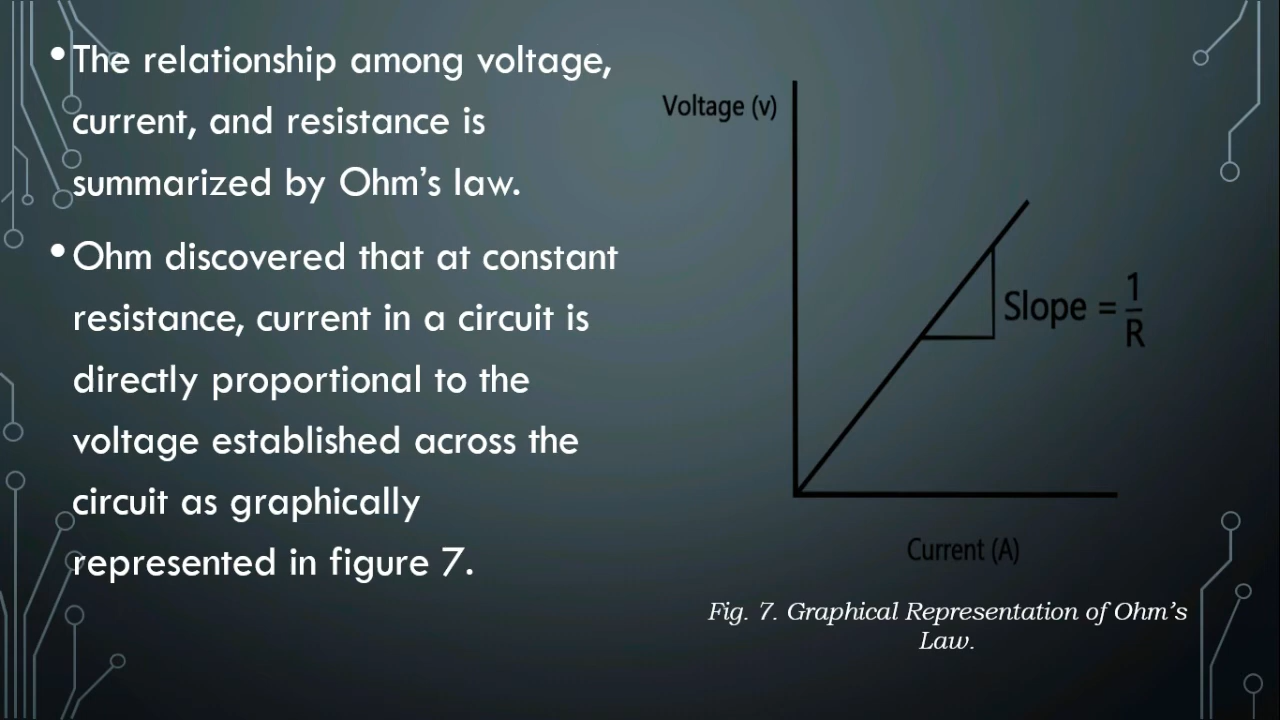 • The relationship among voltage,
current, and resistance is
summarized by Ohm’s law.
• Ohm discovered that at constant
resistance, current in a circuit is
directly proportional to the
voltage established across the
circuit as graphically
represented in figure 7.
Voltage (v)
Slope = 1/R
Current (A)
Fig. 7. Graphical Representation of Ohm’s
Law.